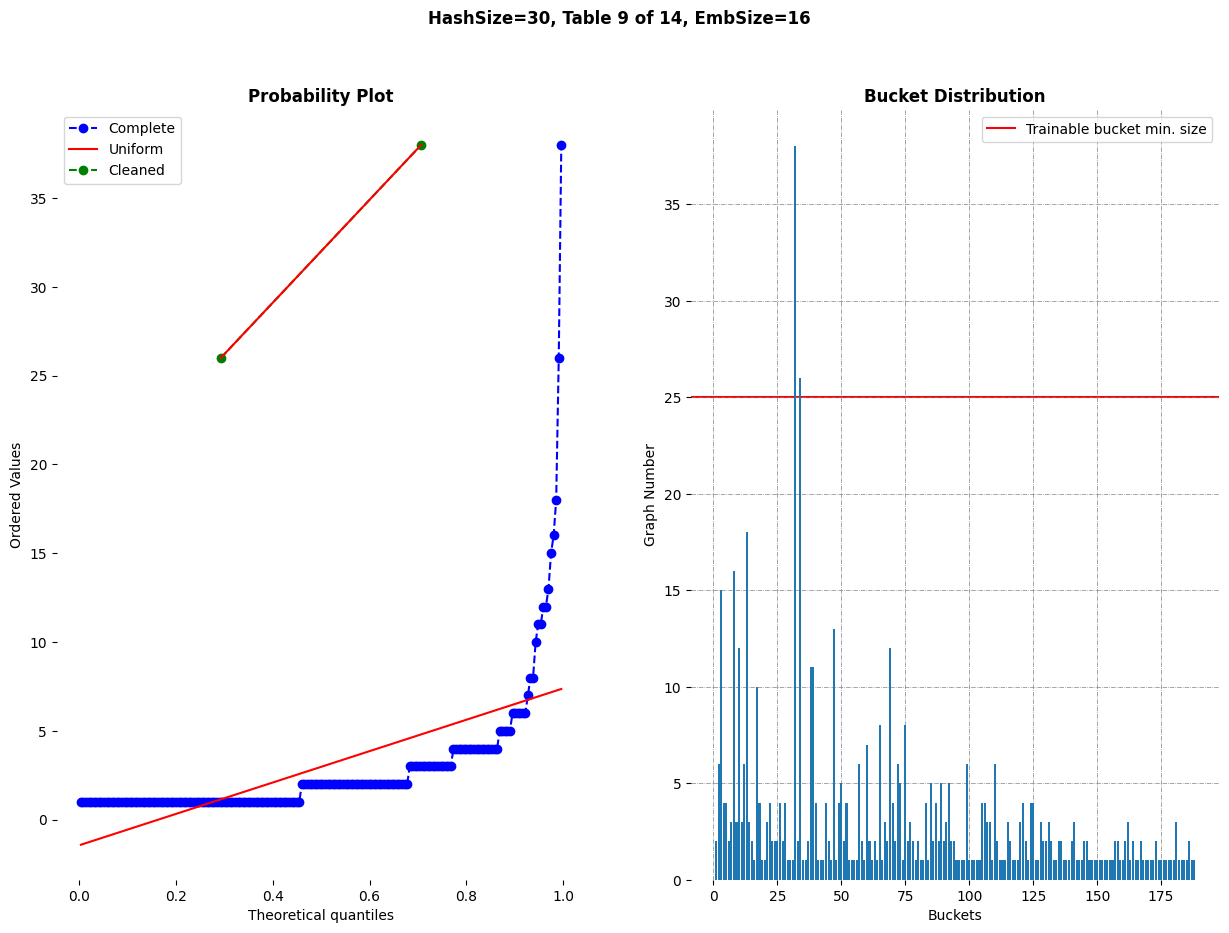 HashSize=30, Table 9 of 14, EmbSize=16
Probability Plot
Complete
Uniform
Cleaned
35
30
25
20
15
10
5
0
Ordered Values
0.0 0.2 0.4 0.6 0.8 1.0
Theoretical quantiles
Bucket Distribution
Trainable bucket min. size
35
30
25
20
15
10
5
0
Graph Number
0 25 50 75 100 125 150 175
Buckets